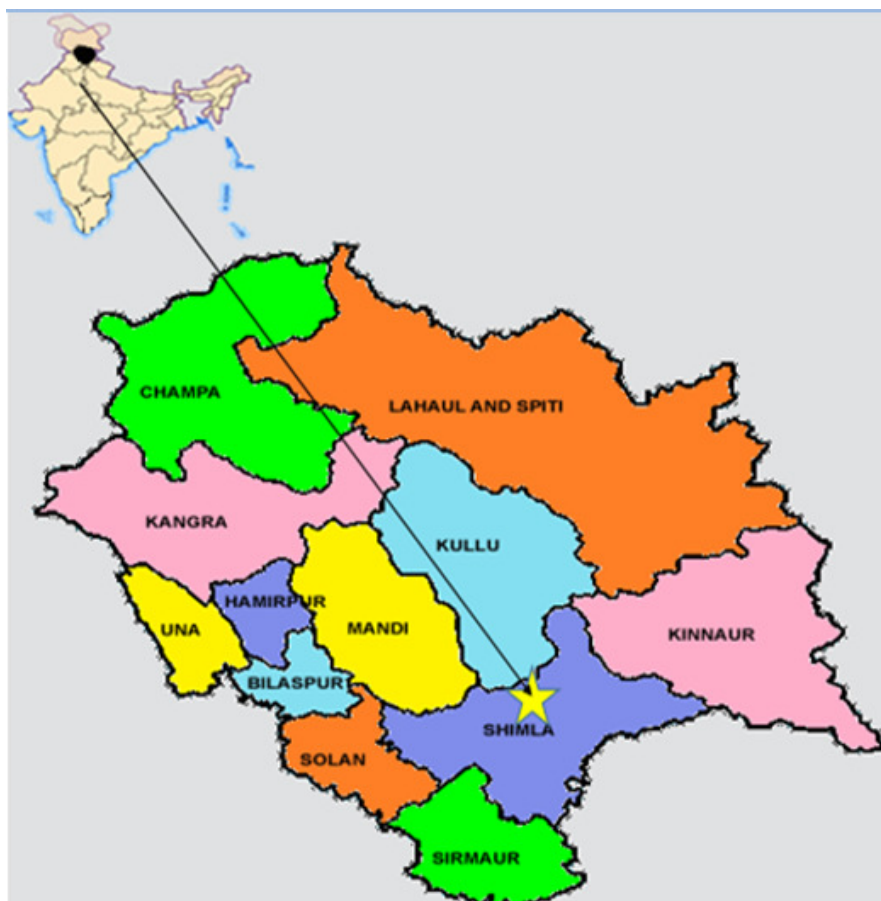 CHAMPA
LAHAUL AND SPITI
KANGRA
KULLU
HAMIRPUR
UNA
MANDI
KINNAUR
BILASPUR
SHIMLA
SOLAN
SIRMAUR